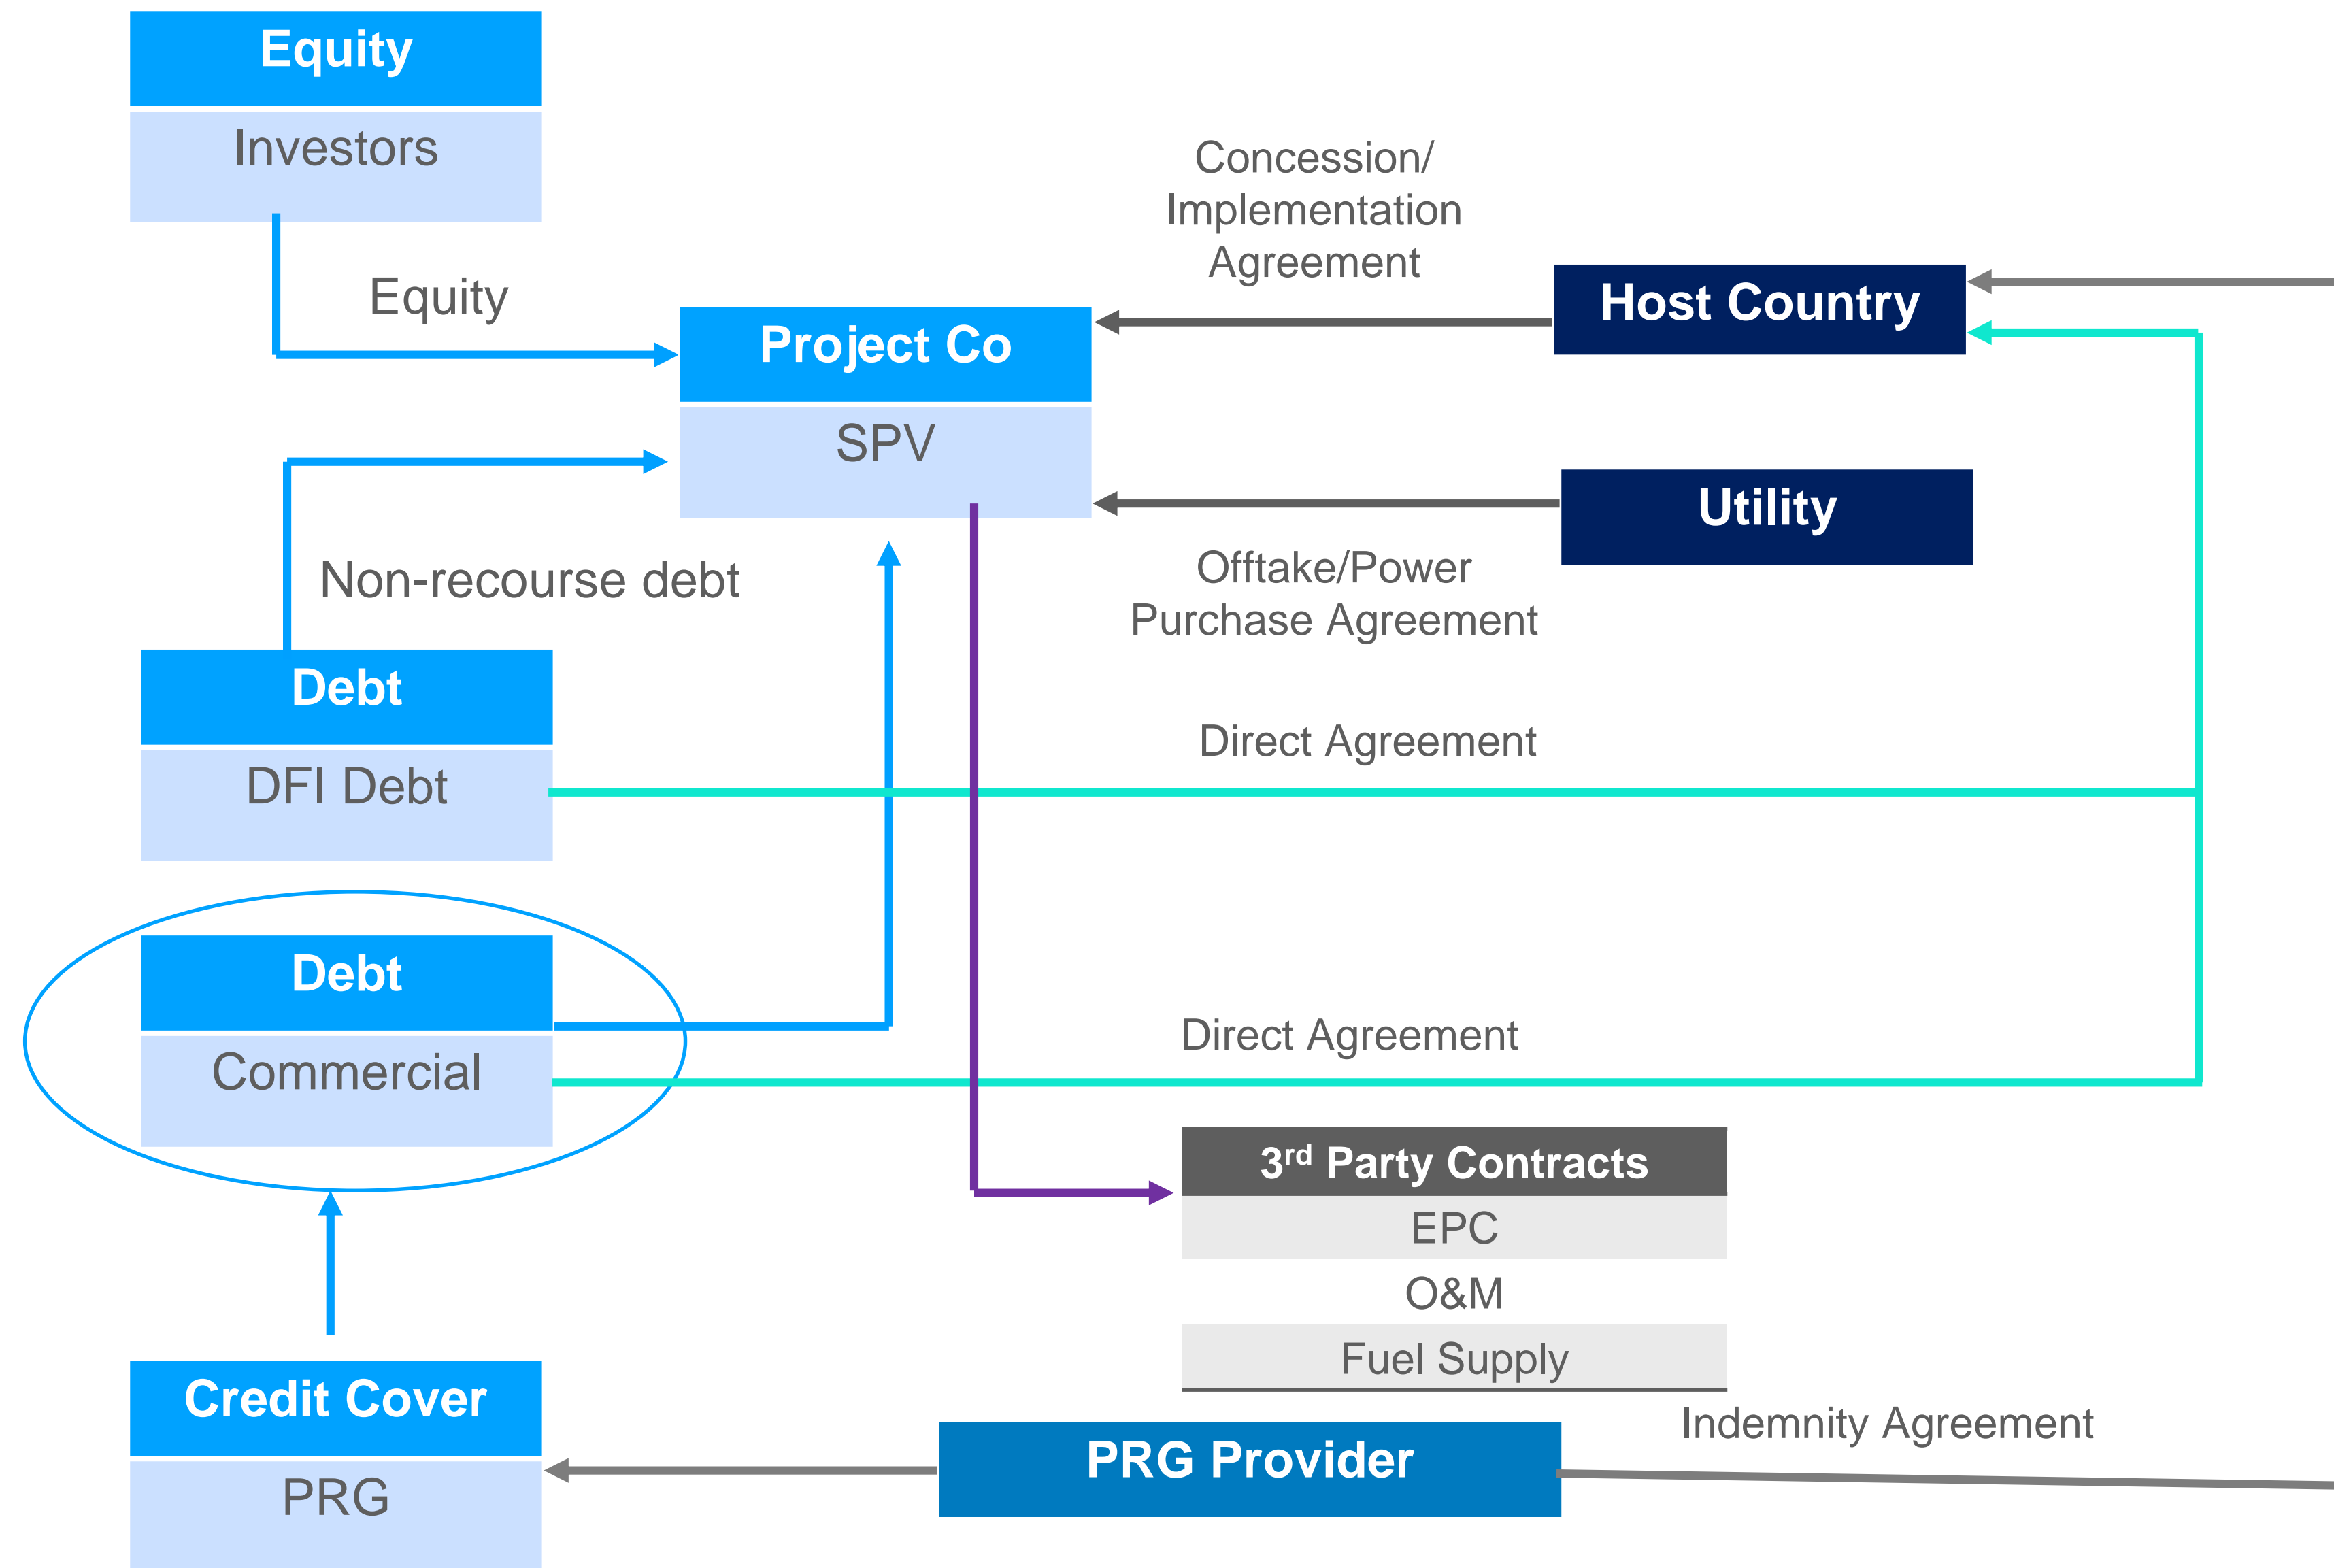 Equity
Investors
Equity
Concession/
Implementation
Agreement
Host Country
Project Co
SPV
Utility
Offtake/Power
Purchase Agreement
Non-recourse debt
Debt
DFI Debt
Direct Agreement
Debt
Commercial
Direct Agreement
3rd Party Contracts
EPC
O&M
Fuel Supply
Credit Cover
PRG
PRG Provider
Indemnity Agreement